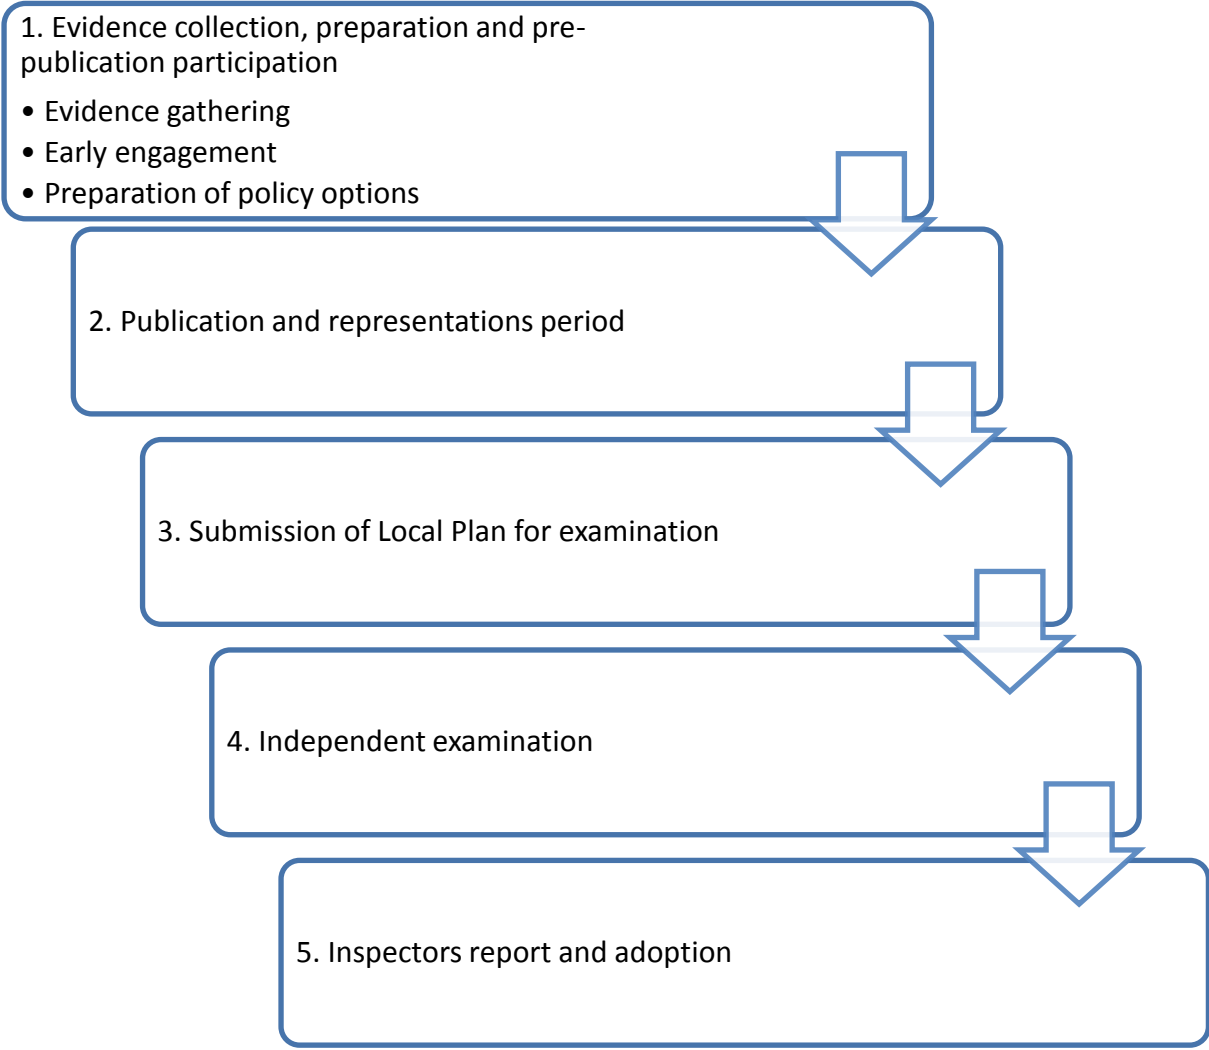 1. Evidence collection, preparation and pre-
publication participation
• Evidence gathering
• Early engagement
• Preparation of policy options
2. Publication and representations period
3. Submission of Local Plan for examination
4. Independent examination
5. Inspectors report and adoption